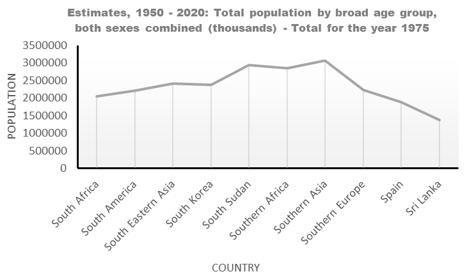 Estimates, 1950 - 2020: Total population by broad age group,
both sexes combined (thousands) - Total for the year 1975
POPULATION
3500000
3000000
2500000
2000000
1500000
1000000
500000
0
South Africa
South America
South Eastern Asia
South Korea
South Sudan
Southern Africa
Southern Asia
Southern Europe
Spain
Sri Lanka
COUNTRY